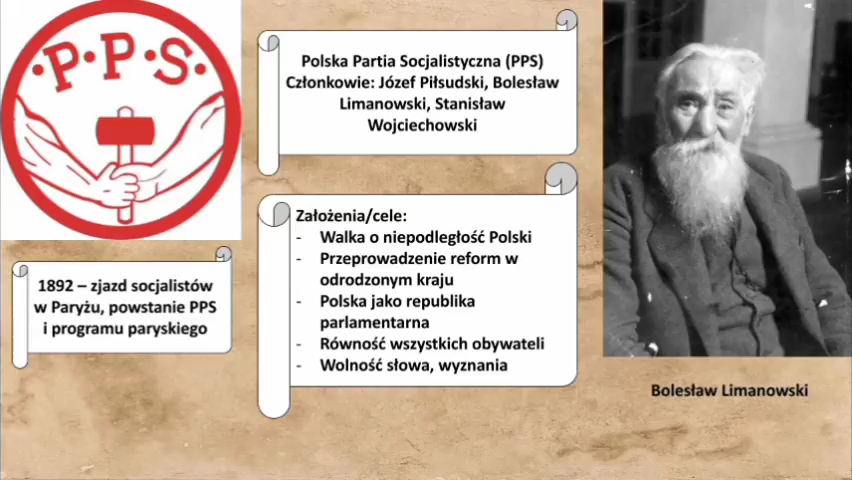 ·P·P·S·
Polska Partia Socjalistyczna (PPS)
Członkowie: Józef Piłsudski, Bolesław
Limanowski, Stanisław
Wojciechowski
1892 – zjazd socjalistów
w Paryżu, powstanie PPS
i programu paryskiego
Założenia/cele:
- Walka o niepodległość Polski
- Przeprowadzenie reform w
odrodzonym kraju
- Polska jako republika
parlamentarna
- Równość wszystkich obywateli
- Wolność słowa, wyznania
Bolesław Limanowski